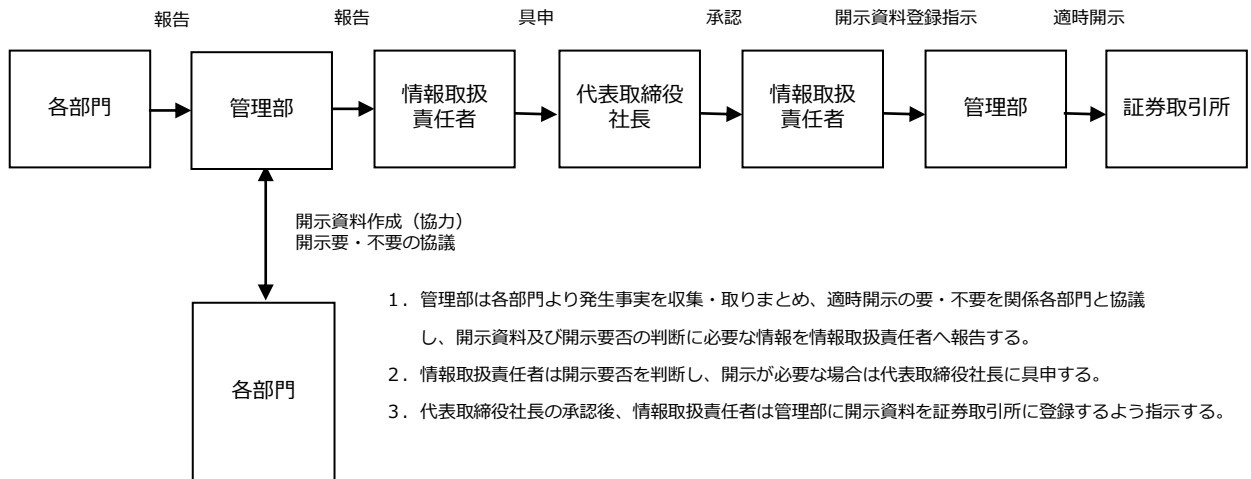 報告
報告
具申
承認
開示資料登録指示
適時開示
各部門
管理部
情報取扱
責任者
代表取締役
社長
情報取扱
責任者
管理部
証券取引所
開示資料作成（協力）
開示要・不要の協議
各部門
１．管理部は各部門より発生事実を収集・取りまとめ、適時開示の要・不要を関係各部門と協議
し、開示資料及び開示要否の判断に必要な情報を情報取扱責任者へ報告する。
２．情報取扱責任者は開示要否を判断し、開示が必要な場合は代表取締役社長に具申する。
３．代表取締役社長の承認後、情報取扱責任者は管理部に開示資料を証券取引所に登録するよう指示する。